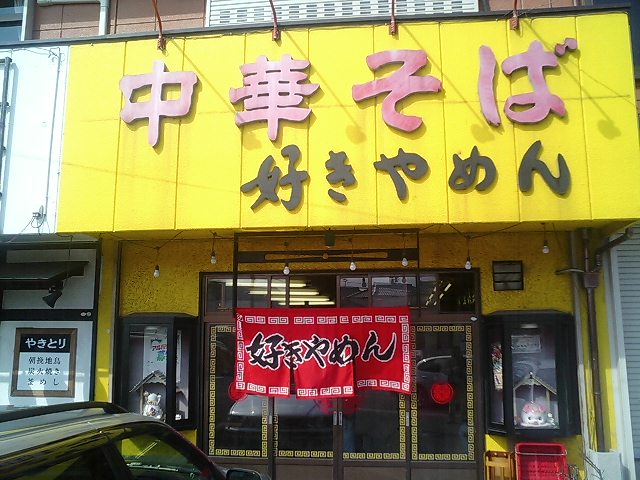 中華そば
好きやめん
好きやめん
やきとり
朝挽地鳥
炭火焼き
釜めし